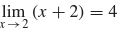 lim (x + 2) = 4
x→2